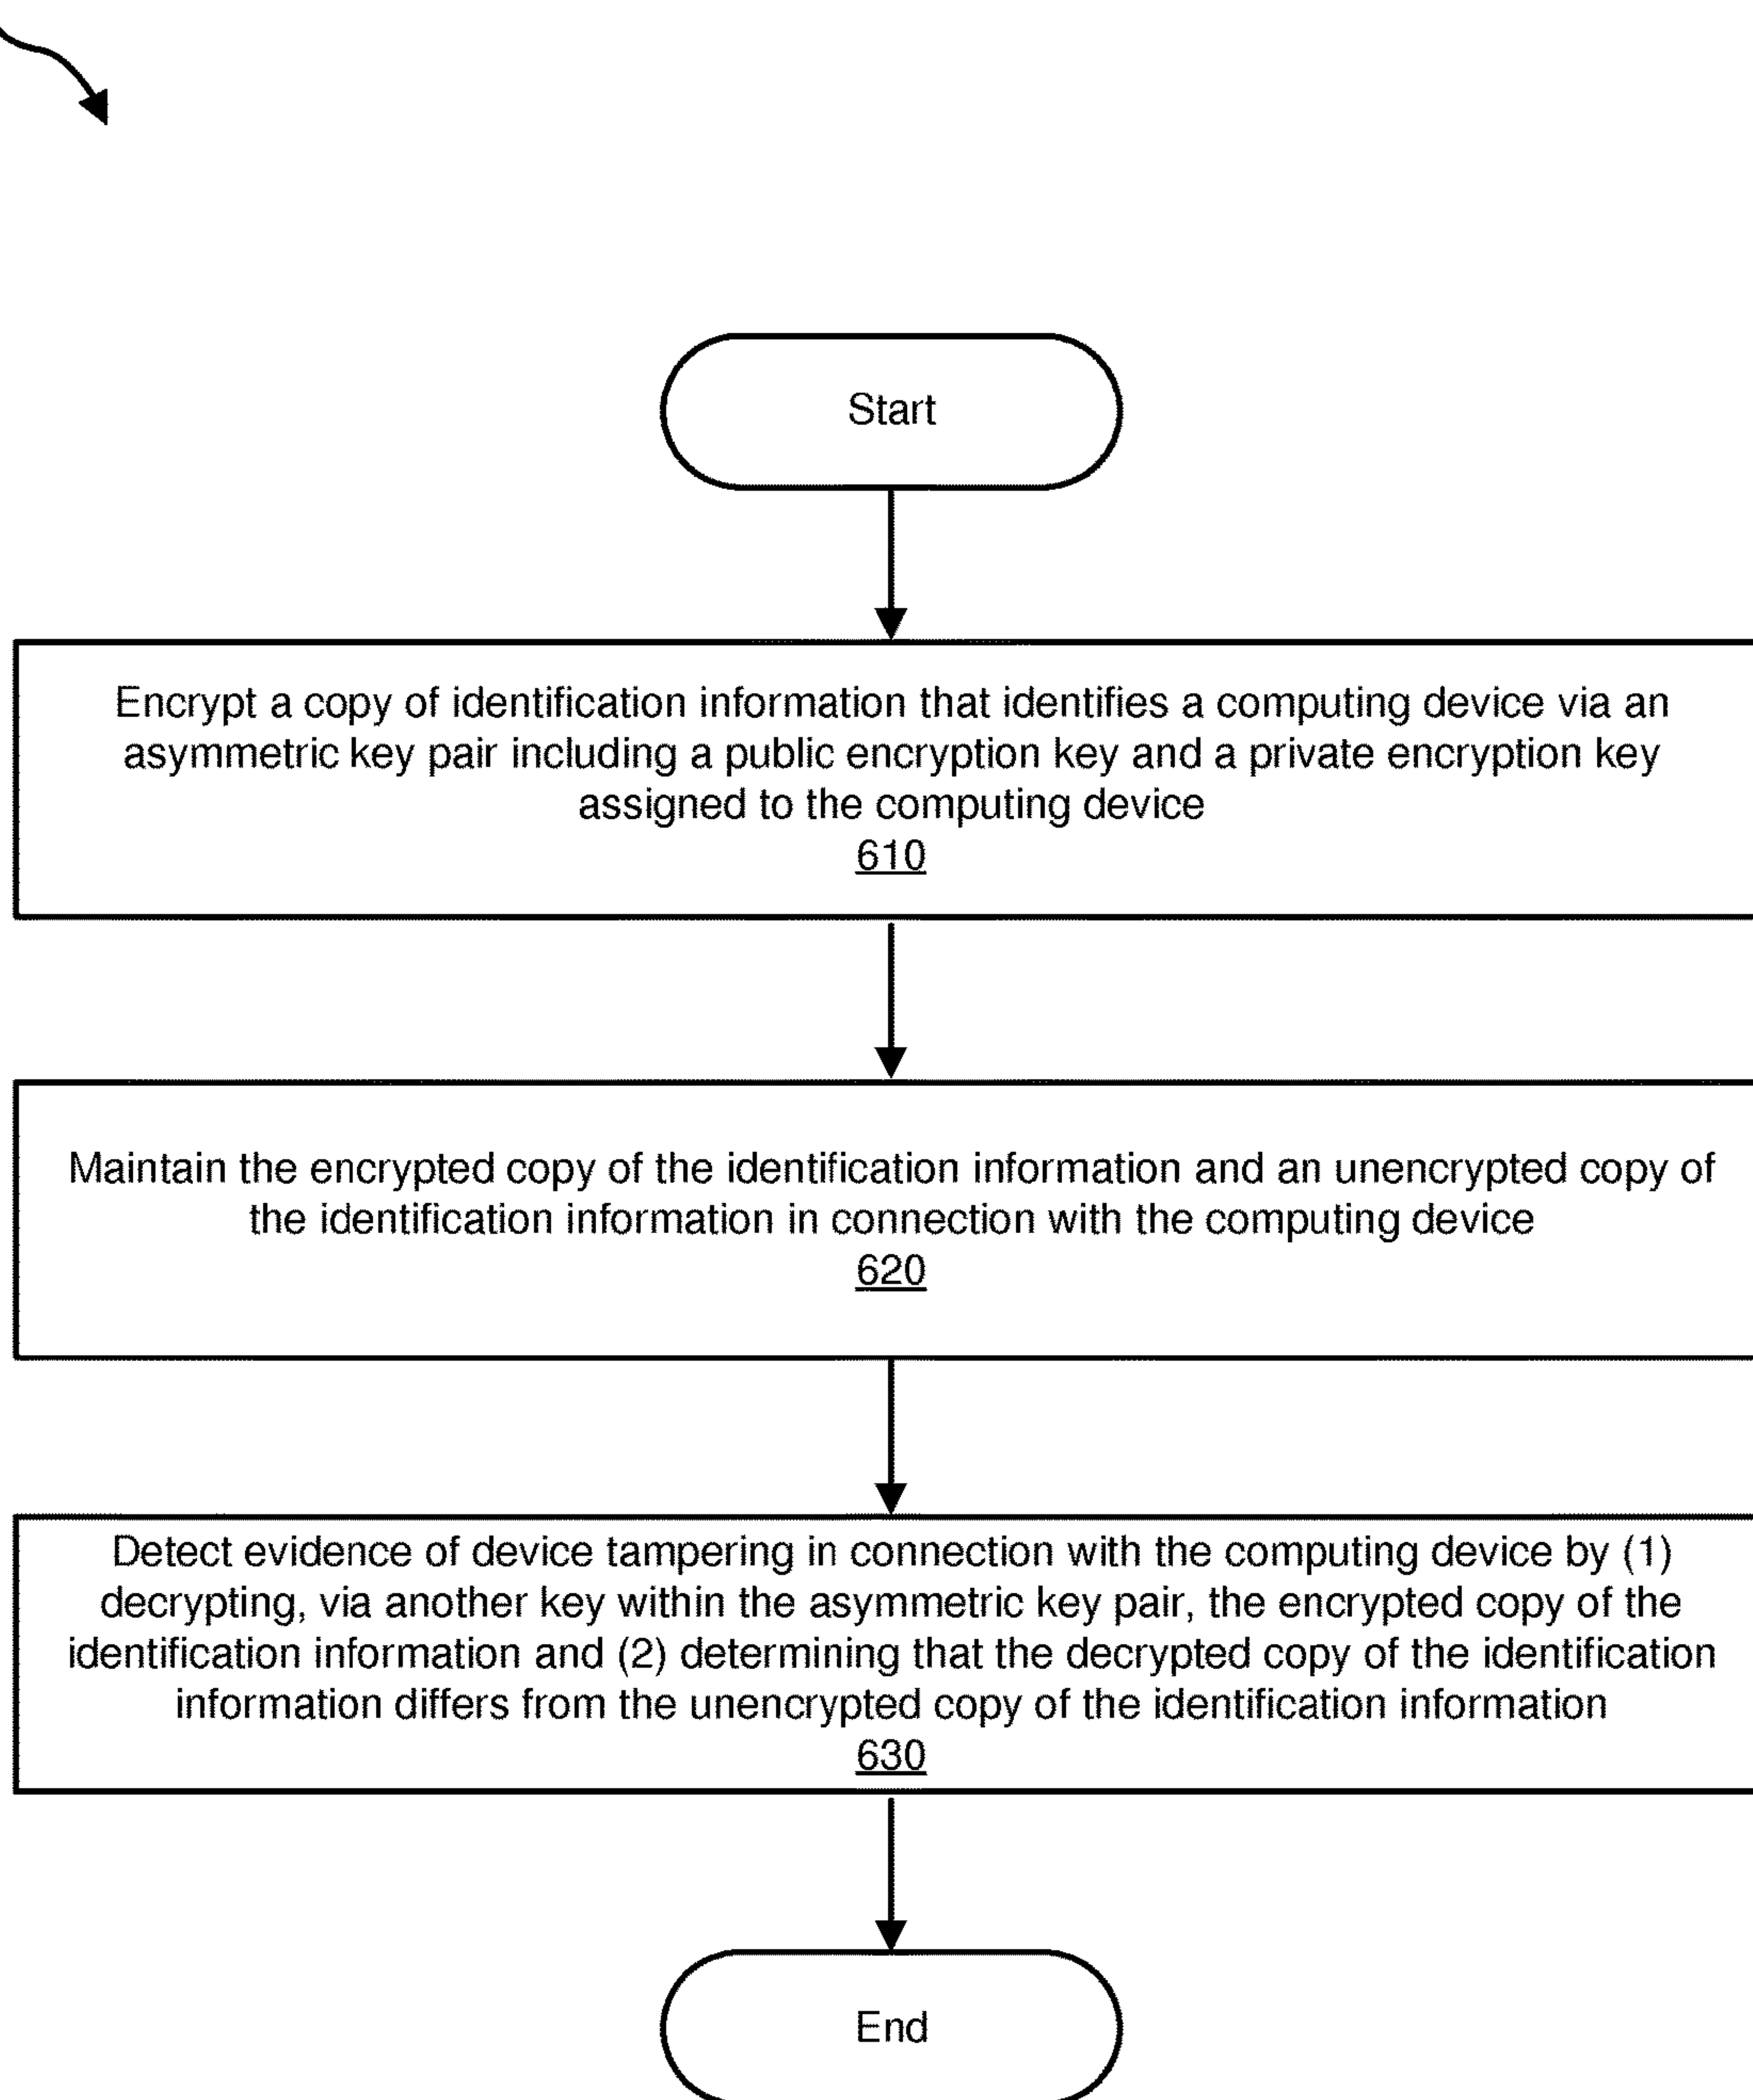 Start
Encrypt a copy of identification information that identifies a computing device via an
asymmetric key pair including a public encryption key and a private encryption key
assigned to the computing device
610
Maintain the encrypted copy of the identification information and an unencrypted copy of
the identification information in connection with the computing device
620
Detect evidence of device tampering in connection with the computing device by (1)
decrypting, via another key within the asymmetric key pair, the encrypted copy of the
identification information and (2) determining that the decrypted copy of the identification
information differs from the unencrypted copy of the identification information
630
End